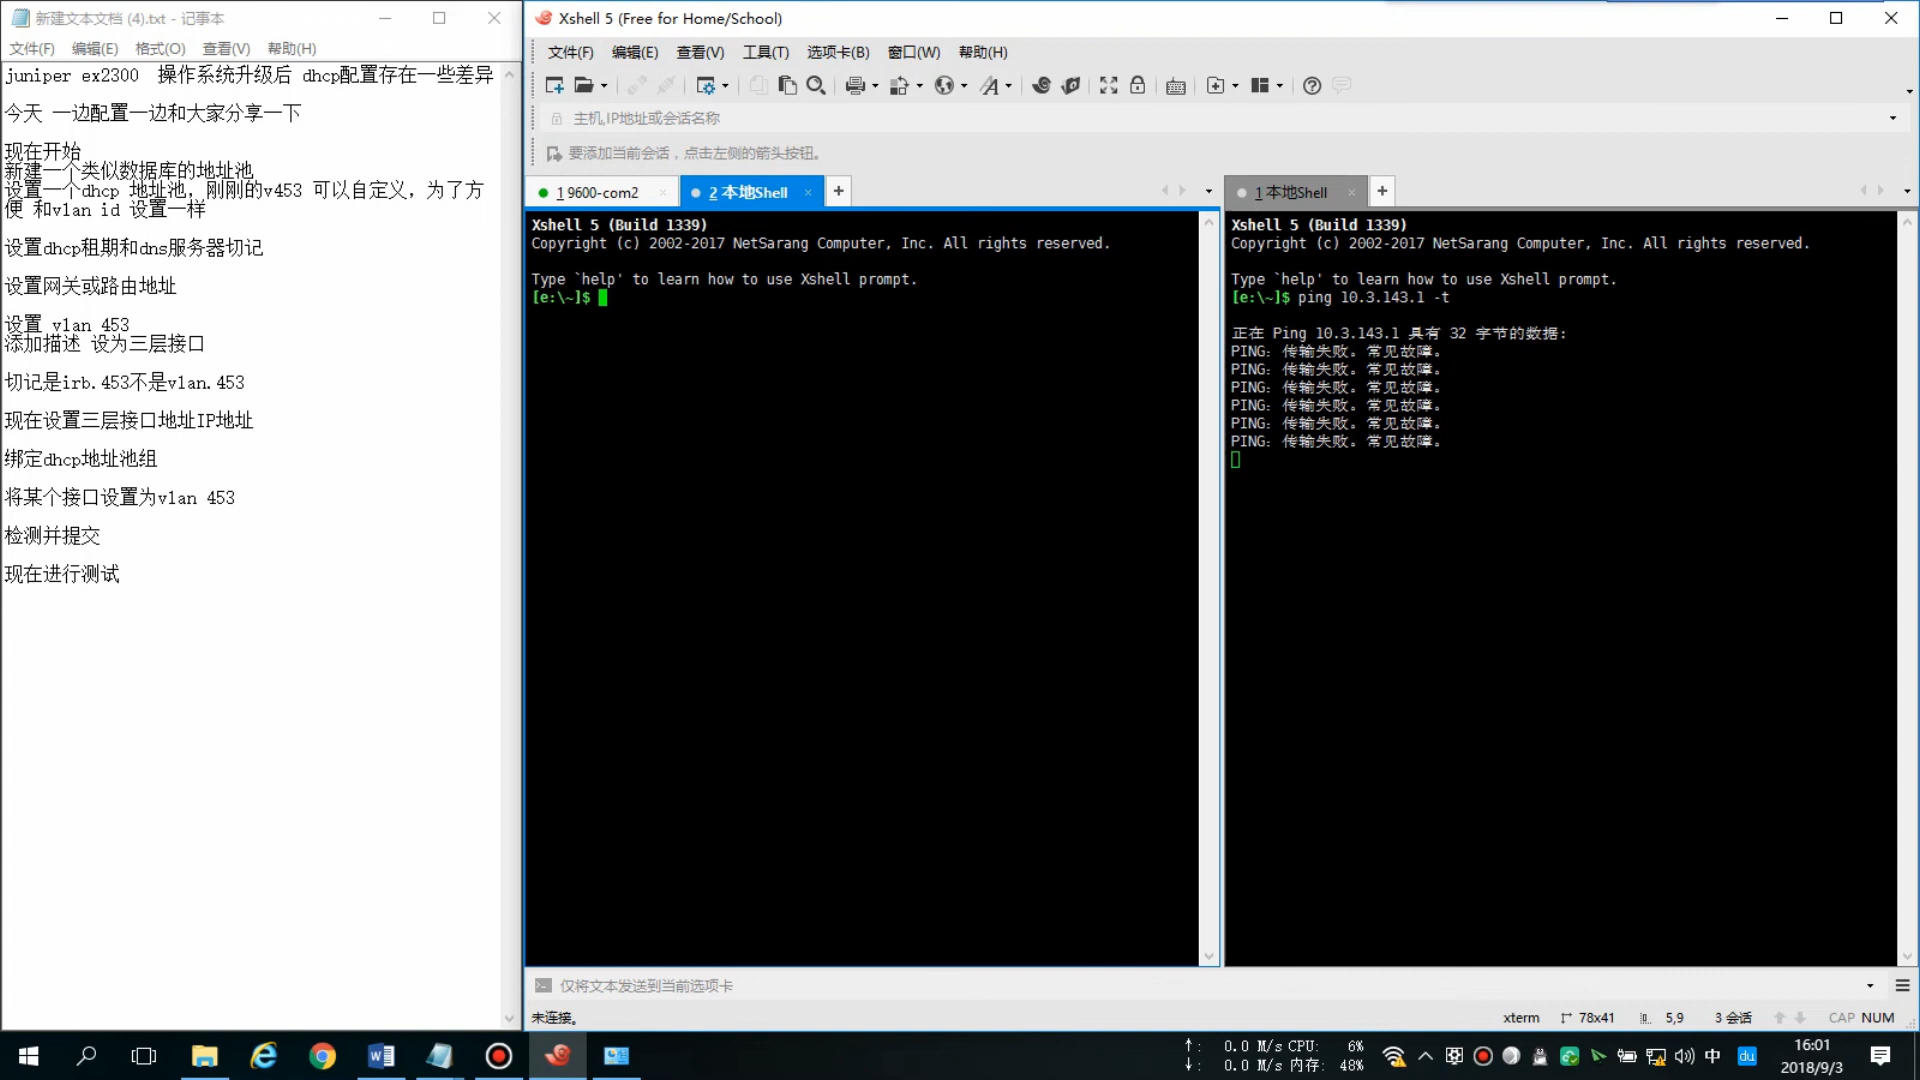 新建文本文档 (4).txt - 记事本
文件(F) 编辑(E) 格式(O) 查看(V) 帮助(H)
juniper ex2300  操作系统升级后 dhcp配置存在一些差异
今天 一边配置一边和大家分享一下
现在开始
新建一个类似数据库的地址池
设置一个dhcp 地址池，刚刚的v453 可以自定义，为了方
便 和vlan id 设置一样
设置dhcp租期和dns服务器切记
设置网关或路由地址
设置 vlan 453
添加描述 设为三层接口
切记是irb.453不是vlan.453
现在设置三层接口地址IP地址
绑定dhcp地址池组
将某个接口设置为vlan 453
检测并提交
现在进行测试
Xshell 5 (Free for Home/School)
文件(F) 编辑(E) 查看(V) 工具(T) 选项卡(B) 窗口(W) 帮助(H)
主机,IP地址或会话名称
要添加当前会话，点击左侧的箭头按钮。
1 9600-com2
2 本地Shell
Xshell 5 (Build 1339)
Copyright (c) 2002-2017 NetSarang Computer, Inc. All rights reserved.
Type `help' to learn how to use Xshell prompt.
[e:\~]$
1 本地Shell
Xshell 5 (Build 1339)
Copyright (c) 2002-2017 NetSarang Computer, Inc. All rights reserved.
Type `help' to learn how to use Xshell prompt.
[e:\~]$ ping 10.3.143.1 -t
正在 Ping 10.3.143.1 具有 32 字节的数据:
PING: 传输失败。常见故障。
PING: 传输失败。常见故障。
PING: 传输失败。常见故障。
PING: 传输失败。常见故障。
PING: 传输失败。常见故障。
PING: 传输失败。常见故障。
仅将文本发送到当前选项卡
未连接。
xterm 78x41 5,9 3 会话 CAP NUM
↑: 0.0 M/s CPU: 6%
↓: 0.0 M/s 内存: 48%
中
du
16:01
2018/9/3